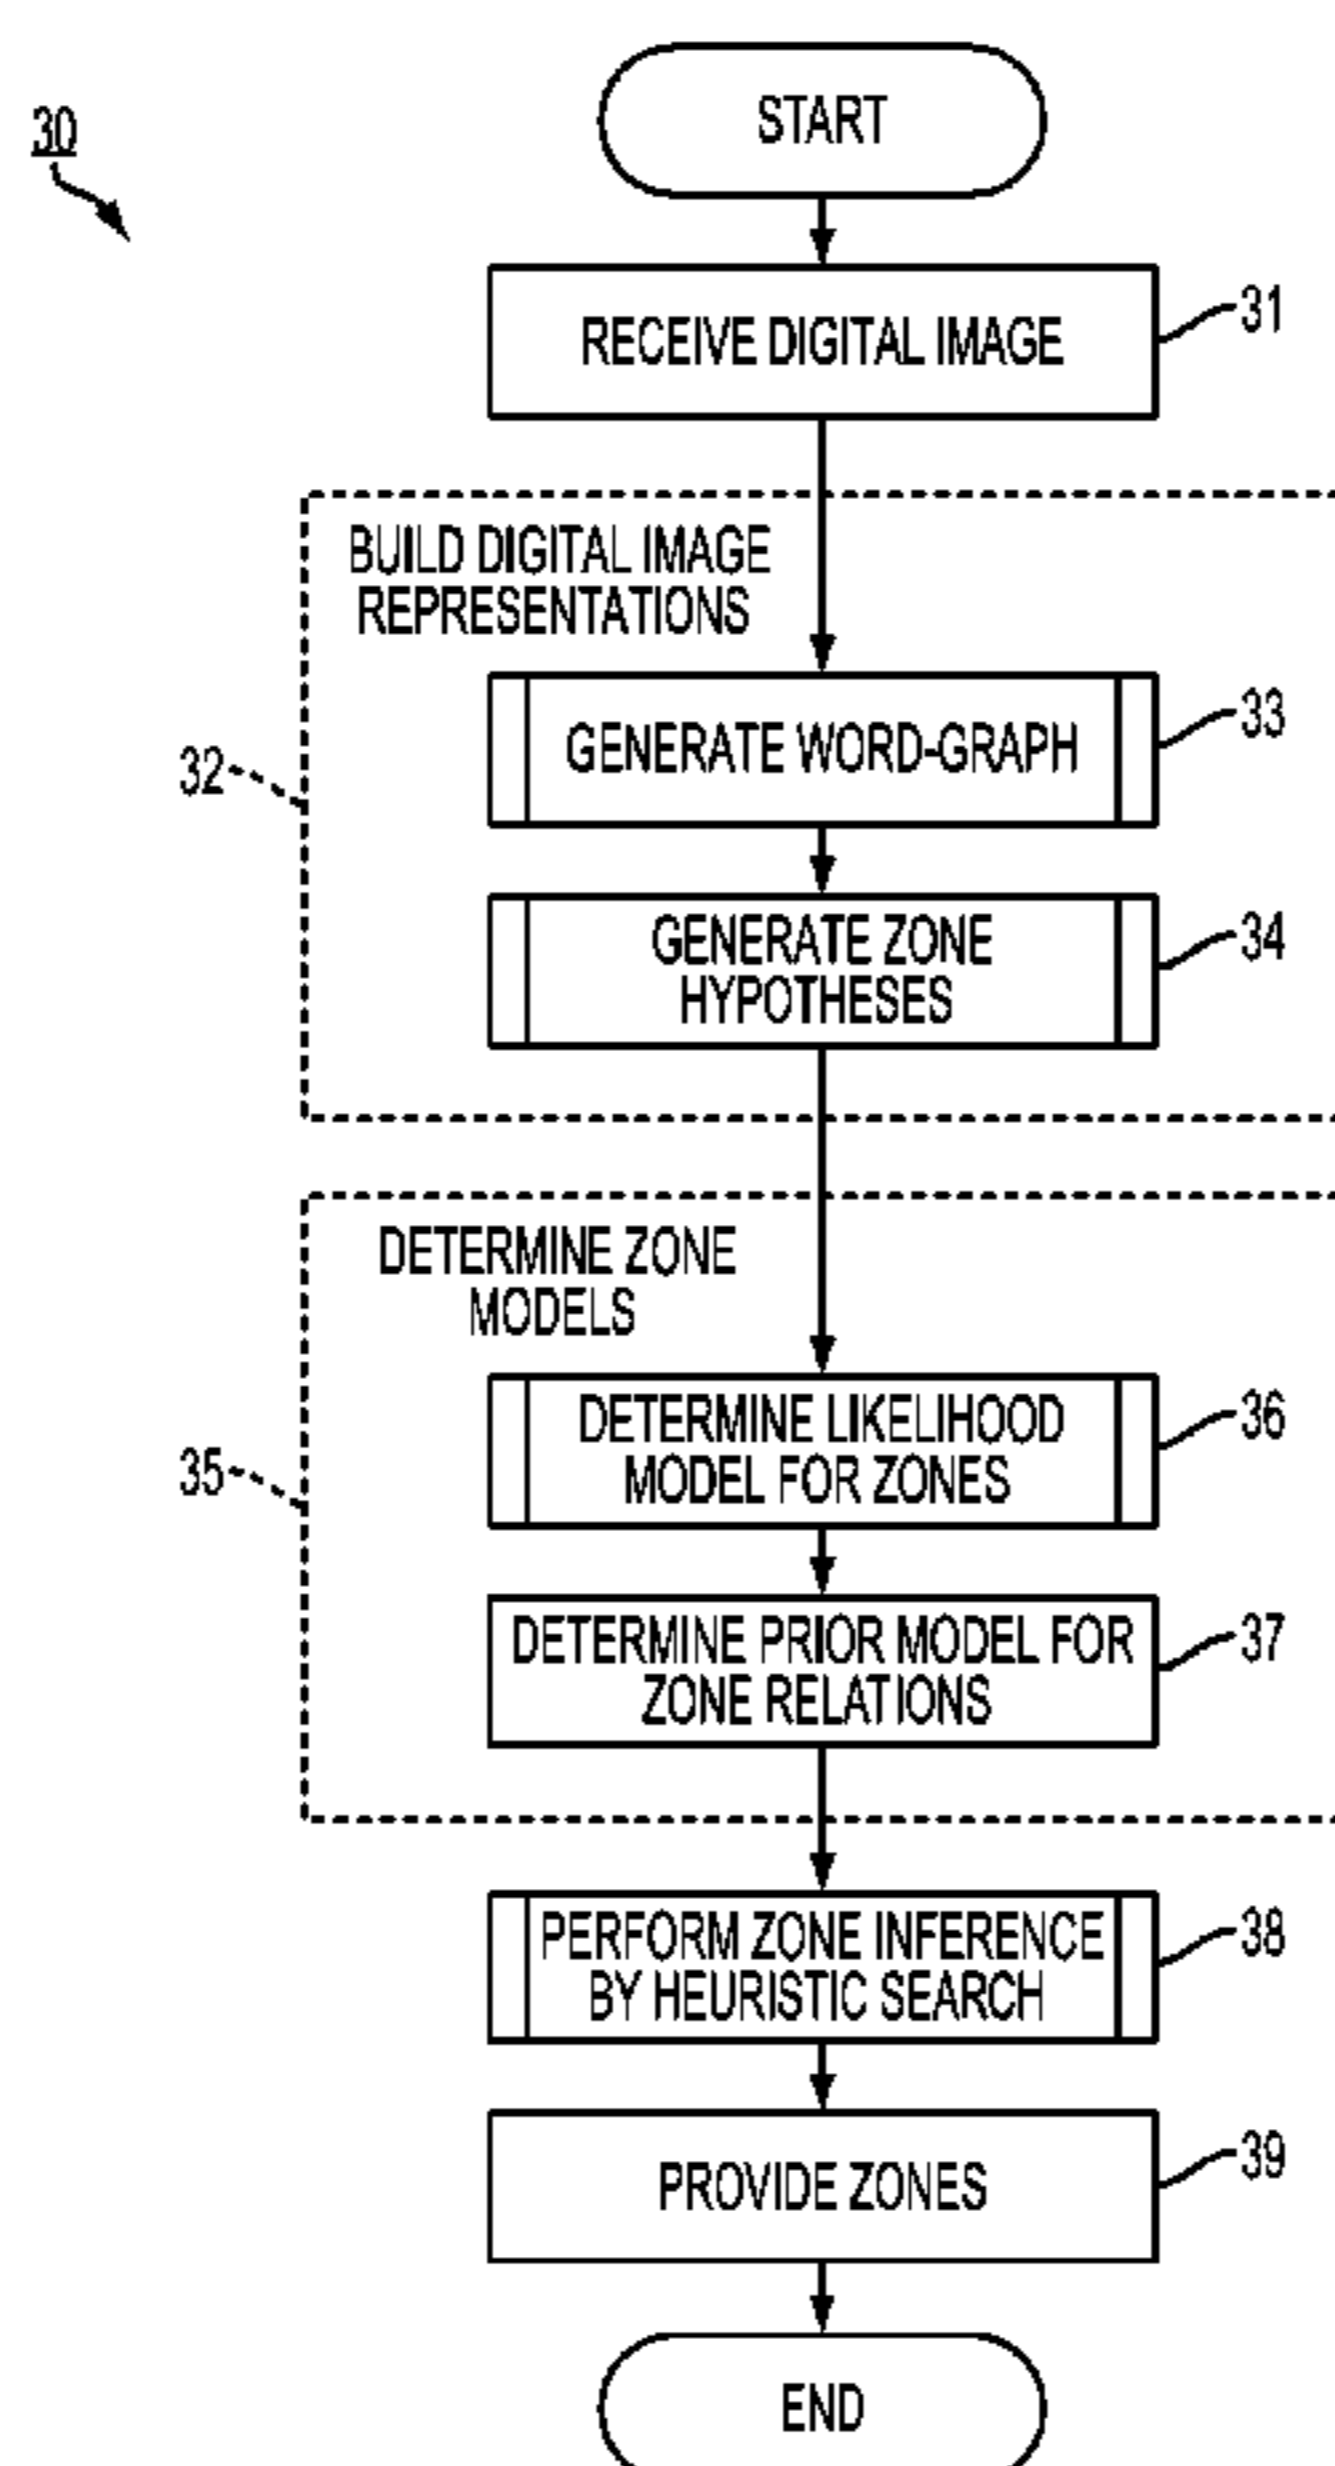 30
START
RECEIVE DIGITAL IMAGE
31
BUILD DIGITAL IMAGE
REPRESENTATIONS
32
GENERATE WORD-GRAPH
33
GENERATE ZONE
HYPOTHESES
34
DETERMINE ZONE
MODELS
35
DETERMINE LIKELIHOOD
MODEL FOR ZONES
36
DETERMINE PRIOR MODEL FOR
ZONE RELATIONS
37
PERFORM ZONE INFERENCE
BY HEURISTIC SEARCH
38
PROVIDE ZONES
39
END